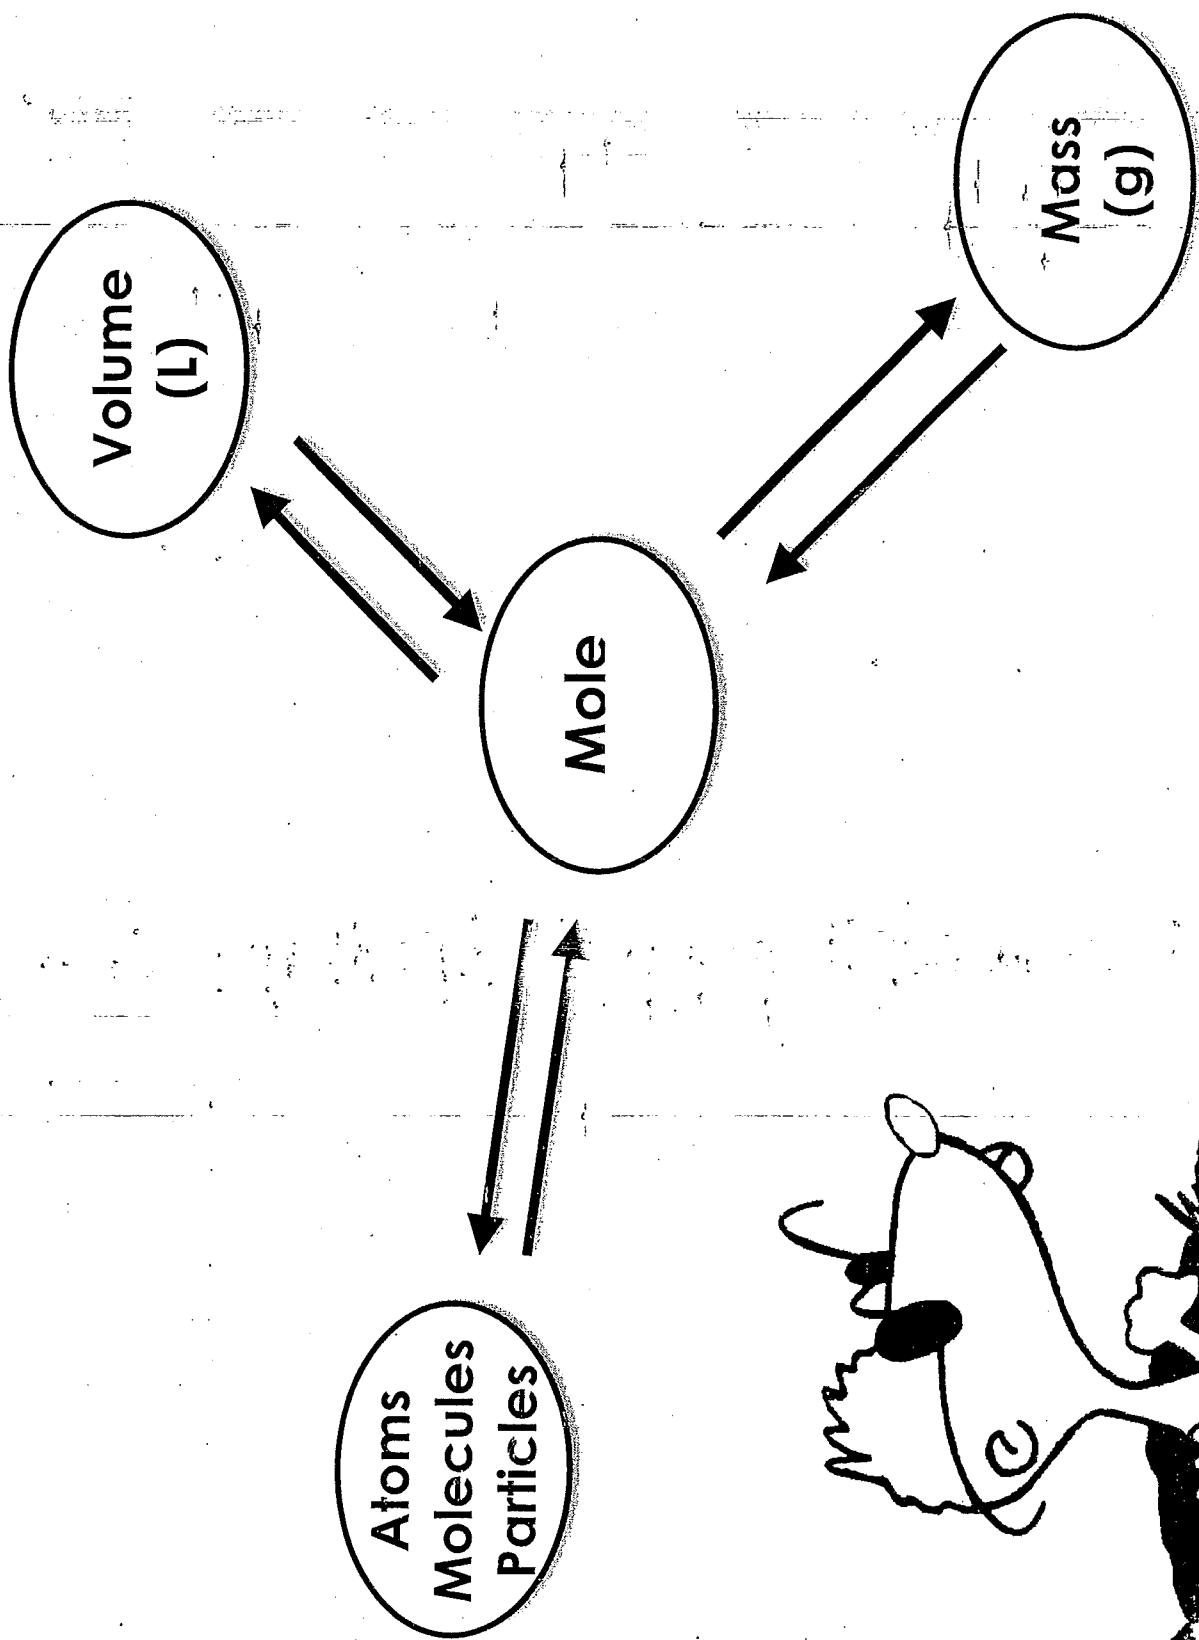 Atoms
Molecules
Particles
Mole
Volume
(L)
Mass
(g)